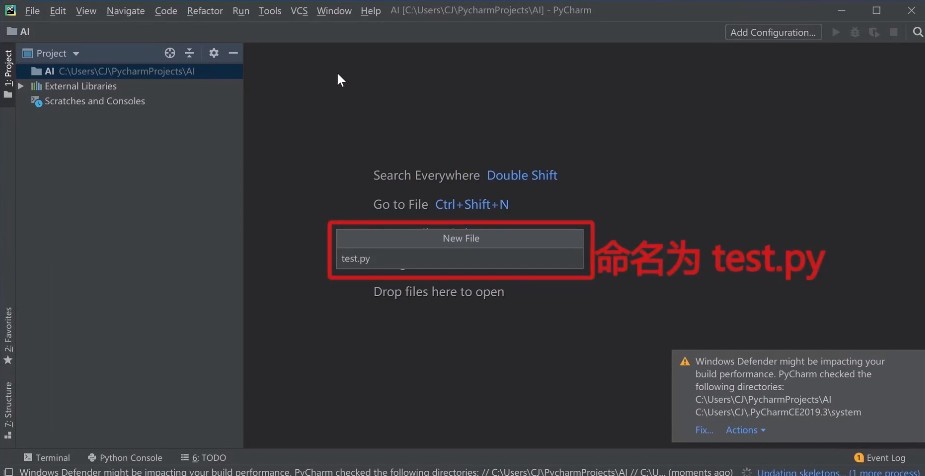 File Edit View Navigate Code Refactor Run Tools VCS Window Help AI [C:\Users\CJ\PycharmProjects\AI] - PyCharm
AI
Add Configuration...
1: Project
Project
AI C:\Users\CJ\PycharmProjects\AI
External Libraries
Scratches and Consoles
Search Everywhere Double Shift
Go to File Ctrl+Shift+N
New File
test.py
命名为 test.py
Drop files here to open
2: Favorites
7: Structure
Windows Defender might be impacting your
build performance. PyCharm checked the
following directories:
C:\Users\CJ\PycharmProjects\AI
C:\Users\CJ\.PyCharmCE2019.3\system
Fix... Actions
Terminal Python Console 6: TODO
1 Event Log
Windows Defender might be impacting your build performance. PyCharm checked the following directories: // C:\Users\CJ\PycharmProjects\AI // C:\U... (moments ago) Updating skeletons... (1 more process)